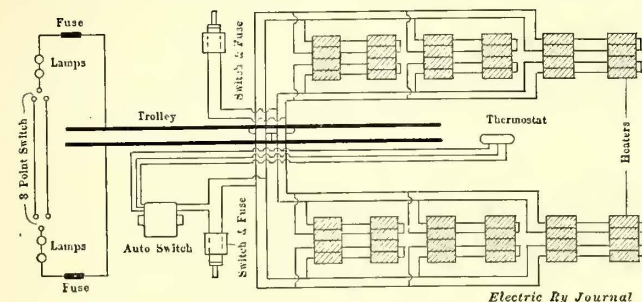 Fuse
Lamps
3 Point Switch
Lamps
Fuse
Trolley
Switch & Fuse
Thermostat
Heaters
Auto Switch
Switch & Fuse
Electric Ry Journal